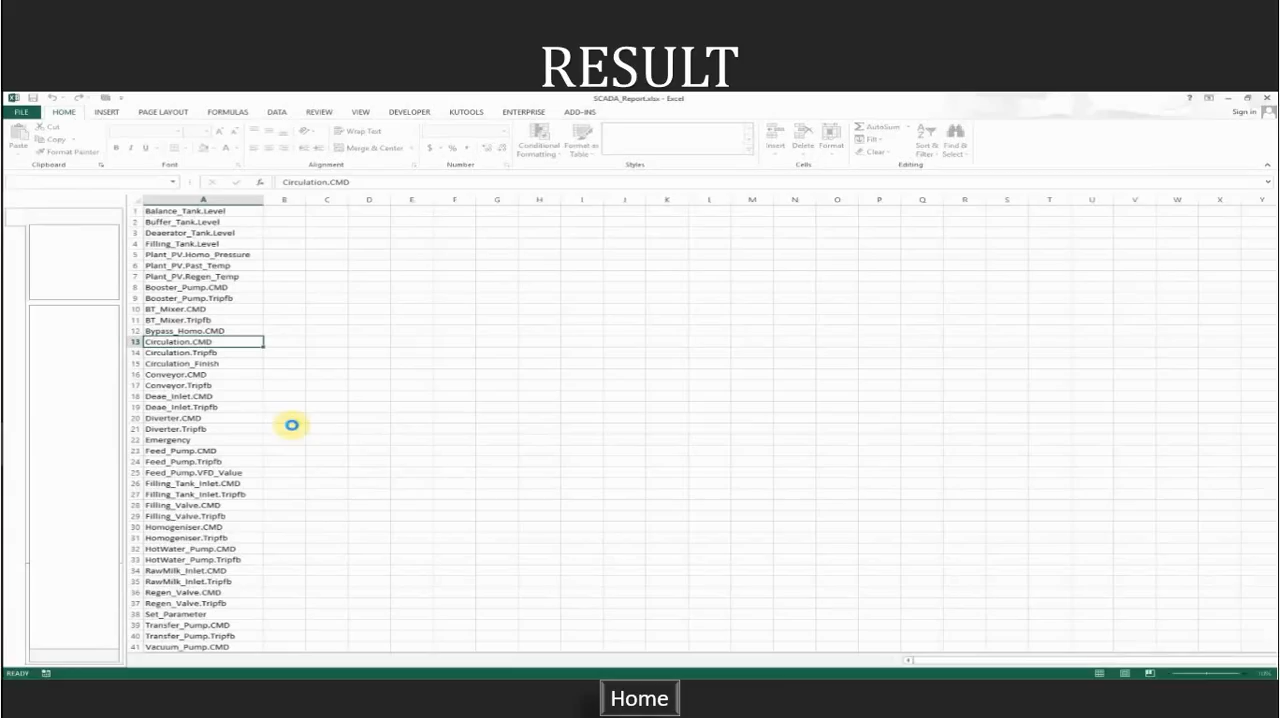 RESULT
SCADA_Report.xlsx - Excel
FILE HOME INSERT PAGE LAYOUT FORMULAS DATA REVIEW VIEW DEVELOPER KUTOOLS ENTERPRISE ADD-INS Sign in
Paste Cut Copy Format Painter
Wrap Text Merge & Center
Conditional Formatting Format as Table
Insert Delete Format
AutoSum Fill Clear
Sort & Filter Find & Select
Clipboard Font Alignment Number Styles Cells Editing
Circulation.CMD
A B C D E F G H I J K L M N O P Q R S T U V W X Y
1 Balance_Tank.Level
2 Buffer_Tank.Level
3 Deaerator_Tank.Level
4 Filling_Tank.Level
5 Plant_PV.Homo_Pressure
6 Plant_PV.Past_Temp
7 Plant_PV.Regen_Temp
8 Booster_Pump.CMD
9 Booster_Pump.Tripfb
10 BT_Mixer.CMD
11 BT_Mixer.Tripfb
12 Bypass_Homo.CMD
13 Circulation.CMD
14 Circulation.Tripfb
15 Circulation_Finish
16 Conveyor.CMD
17 Conveyor.Tripfb
18 Deae_Inlet.CMD
19 Deae_Inlet.Tripfb
20 Diverter.CMD
21 Diverter.Tripfb
22 Emergency
23 Feed_Pump.CMD
24 Feed_Pump.Tripfb
25 Feed_Pump.VFD_Value
26 Filling_Tank_Inlet.CMD
27 Filling_Tank_Inlet.Tripfb
28 Filling_Valve.CMD
29 Filling_Valve.Tripfb
30 Homogeniser.CMD
31 Homogeniser.Tripfb
32 HotWater_Pump.CMD
33 HotWater_Pump.Tripfb
34 RawMilk_Inlet.CMD
35 RawMilk_Inlet.Tripfb
36 Regen_Valve.CMD
37 Regen_Valve.Tripfb
38 Set_Parameter
39 Transfer_Pump.CMD
40 Transfer_Pump.Tripfb
41 Vacuum_Pump.CMD
READY
Home